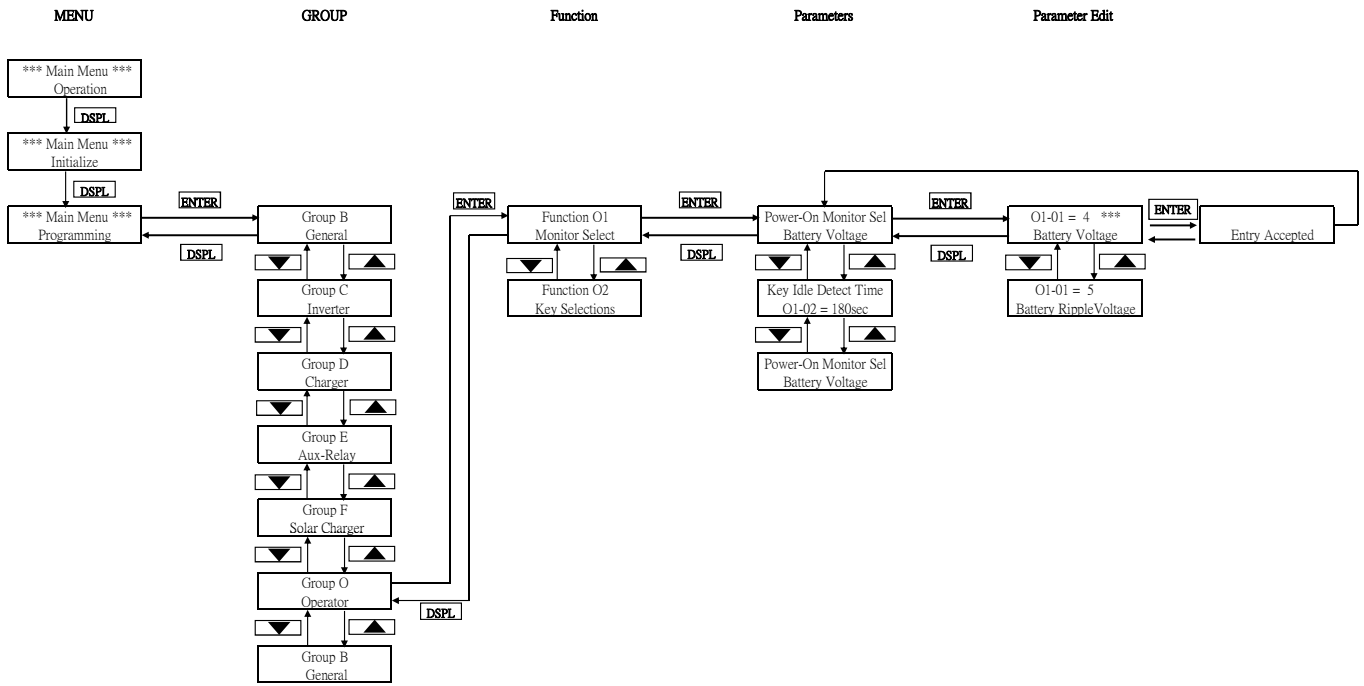 MENU
GROUP
Function
Parameters
Parameter Edit
*** Main Menu ***
Operation
DSPL
*** Main Menu ***
Initialize
DSPL
*** Main Menu ***
Programming
ENTER
DSPL
Group B
General
Group C
Inverter
Group D
Charger
Group E
Aux-Relay
Group F
Solar Charger
Group O
Operator
Group B
General
ENTER
DSPL
Function O1
Monitor Select
Function O2
Key Selections
ENTER
DSPL
Power-On Monitor Sel
Battery Voltage
Key Idle Detect Time
O1-02 = 180sec
Power-On Monitor Sel
Battery Voltage
ENTER
DSPL
O1-01 = 4 ***
Battery Voltage
O1-01 = 5
Battery RippleVoltage
ENTER
Entry Accepted